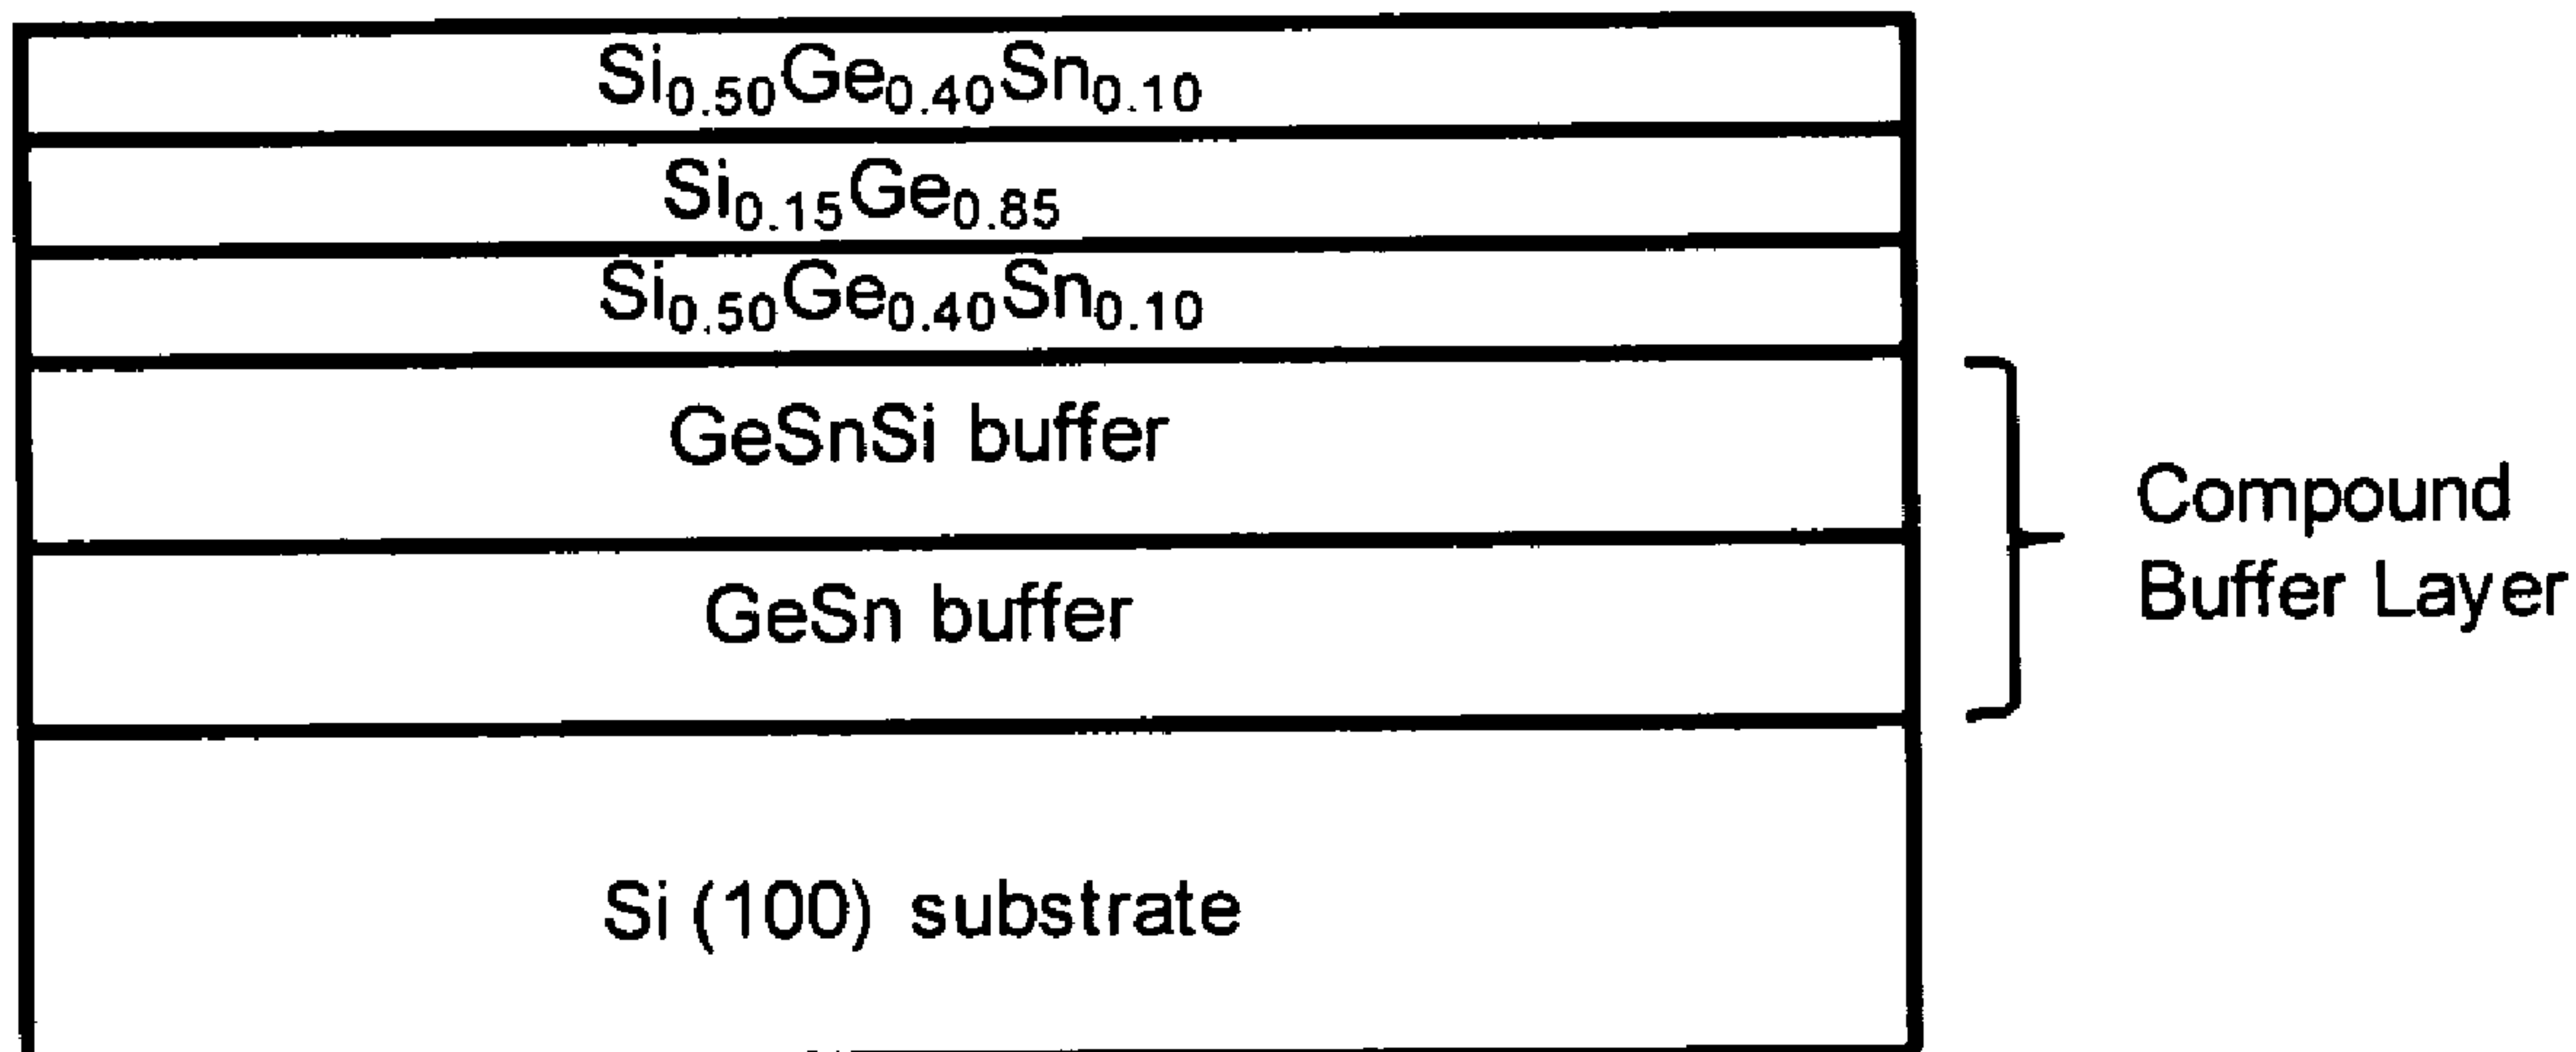 Si₀.₅₀Ge₀.₄₀Sn₀.₁₀
Si₀.₁₅Ge₀.₈₅
Si₀.₅₀Ge₀.₄₀Sn₀.₁₀
GeSnSi buffer
GeSn buffer
Compound
Buffer Layer
Si (100) substrate